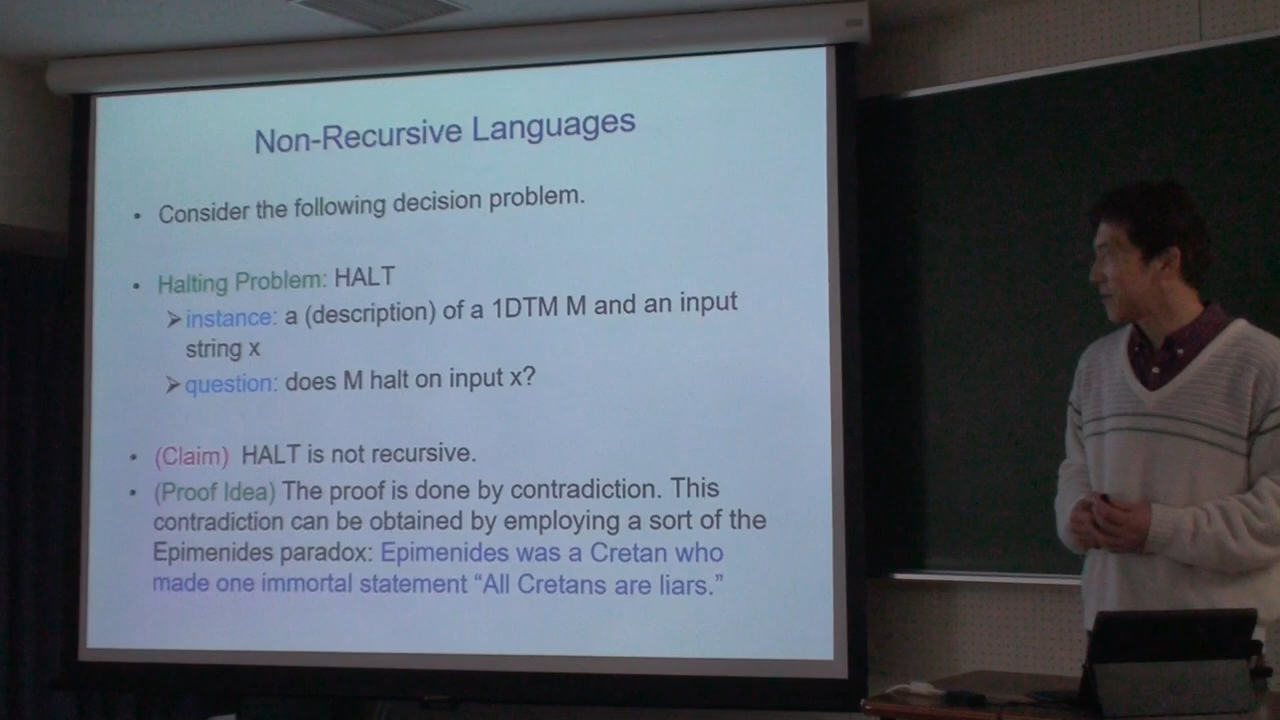 Non-Recursive Languages
• Consider the following decision problem.
• Halting Problem: HALT
➢ instance: a (description) of a 1DTM M and an input
string x
➢ question: does M halt on input x?
• (Claim) HALT is not recursive.
• (Proof Idea) The proof is done by contradiction. This
contradiction can be obtained by employing a sort of the
Epimenides paradox: Epimenides was a Cretan who
made one immortal statement “All Cretans are liars.”